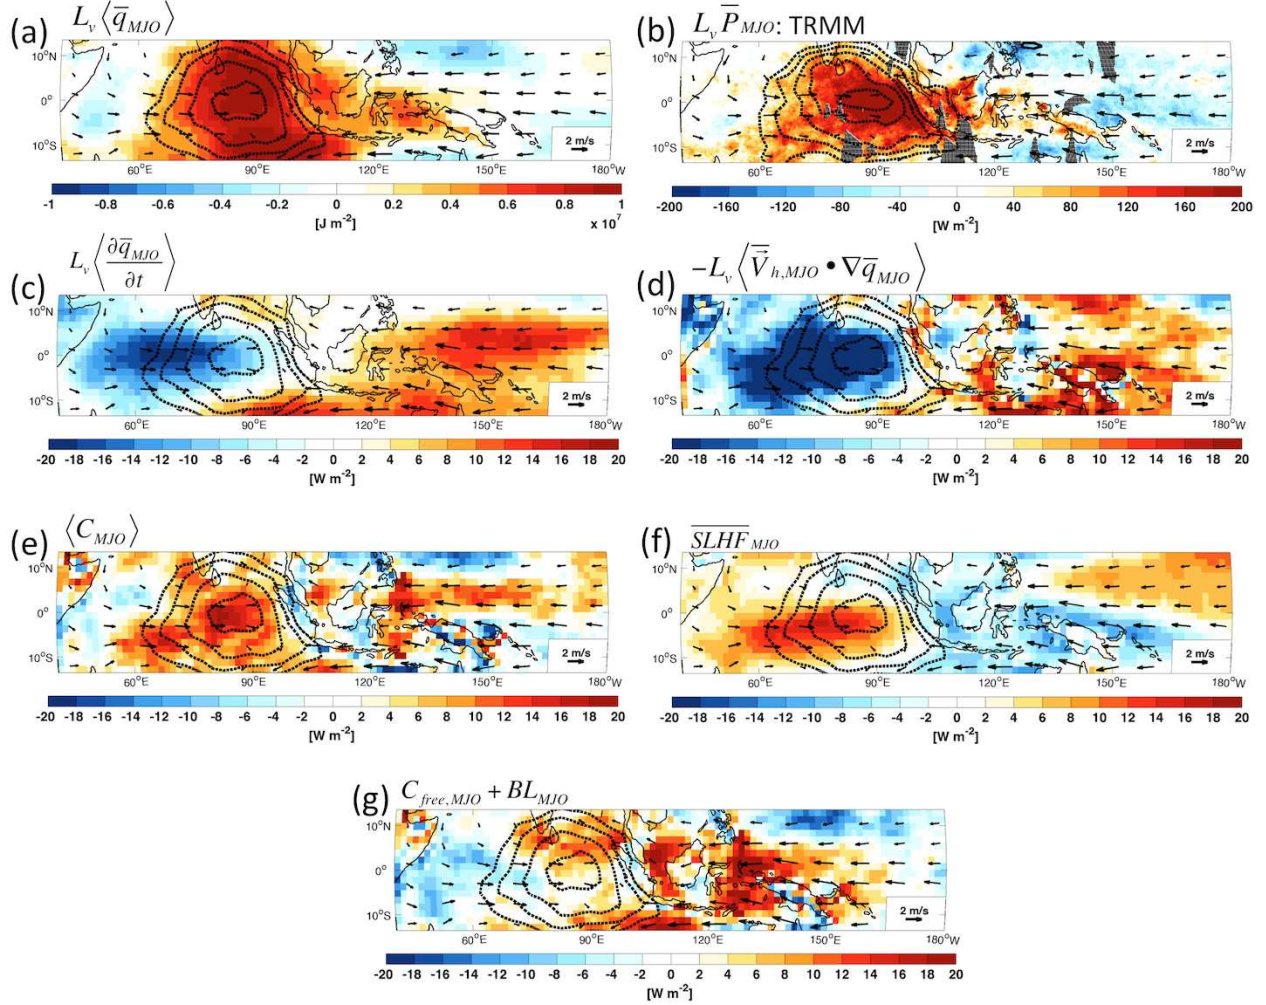 (a) L_v⟨q̄_MJO⟩
10°N
0°
10°S
2 m/s
60°E 90°E 120°E 150°E 180°W
-1 -0.8 -0.6 -0.4 -0.2 0 0.2 0.4 0.6 0.8 1
[J m⁻²] x 10⁷
(b) L_v P̄_MJO: TRMM
10°N
0°
10°S
2 m/s
60°E 90°E 120°E 150°E 180°W
-200 -160 -120 -80 -40 0 40 80 120 160 200
[W m⁻²]
(c) L_v⟨∂q̄_MJO/∂t⟩
10°N
0°
10°S
2 m/s
60°E 90°E 120°E 150°E 180°W
-20 -18 -16 -14 -12 -10 -8 -6 -4 -2 0 2 4 6 8 10 12 14 16 18 20
[W m⁻²]
(d) −L_v⟨V̄⃗_h,MJO • ∇q̄_MJO⟩
10°N
0°
10°S
2 m/s
60°E 90°E 120°E 150°E 180°W
-20 -18 -16 -14 -12 -10 -8 -6 -4 -2 0 2 4 6 8 10 12 14 16 18 20
[W m⁻²]
(e) ⟨C_MJO⟩
10°N
0°
10°S
2 m/s
60°E 90°E 120°E 150°E 180°W
-20 -18 -16 -14 -12 -10 -8 -6 -4 -2 0 2 4 6 8 10 12 14 16 18 20
[W m⁻²]
(f) S̅L̅H̅F̅_MJO
10°N
0°
10°S
2 m/s
60°E 90°E 120°E 150°E 180°W
-20 -18 -16 -14 -12 -10 -8 -6 -4 -2 0 2 4 6 8 10 12 14 16 18 20
[W m⁻²]
(g) C_free,MJO + BL_MJO
10°N
0°
10°S
2 m/s
60°E 90°E 120°E 150°E 180°W
-20 -18 -16 -14 -12 -10 -8 -6 -4 -2 0 2 4 6 8 10 12 14 16 18 20
[W m⁻²]